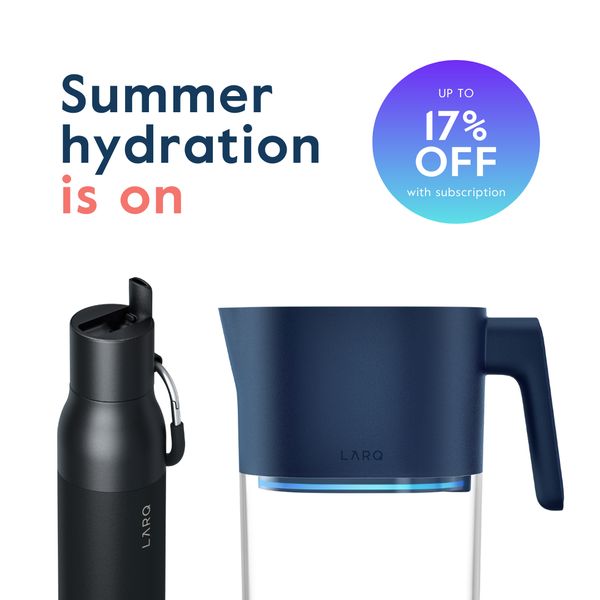 Summer
hydration
is on
UP TO
17%
OFF
with subscription
LARQ
LARQ